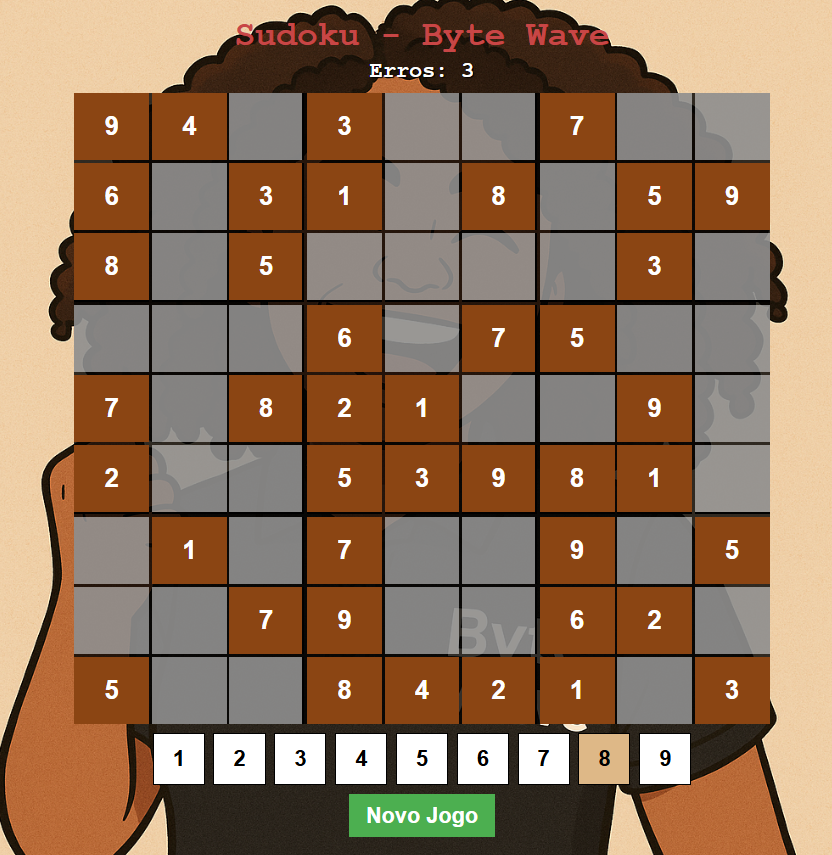 Sudoku - Byte Wave
Erros: 3
9 4 3 7
6 3 1 8 5 9
8 5 3
6 7 5
7 8 2 1 9
2 5 3 9 8 1
1 7 9 5
7 9 6 2
5 8 4 2 1 3
1 2 3 4 5 6 7 8 9
Novo Jogo